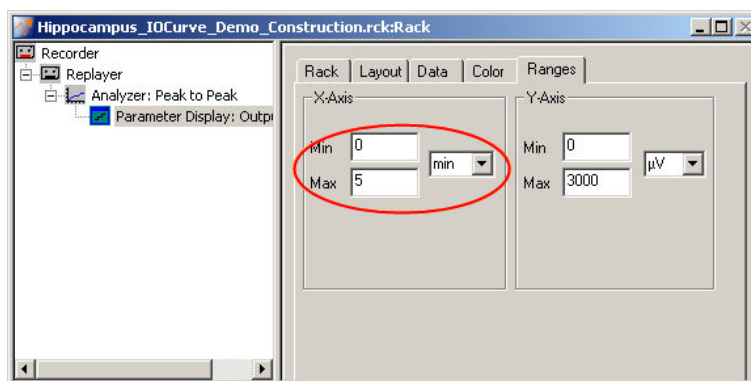 Hippocampus_IOCurve_Demo_Construction.rck:Rack
Recorder
Replayer
Analyzer: Peak to Peak
Parameter Display: Outpu
Rack Layout Data Color Ranges
X-Axis
Min 0
min
Max 5
Y-Axis
Min 0
µV
Max 3000